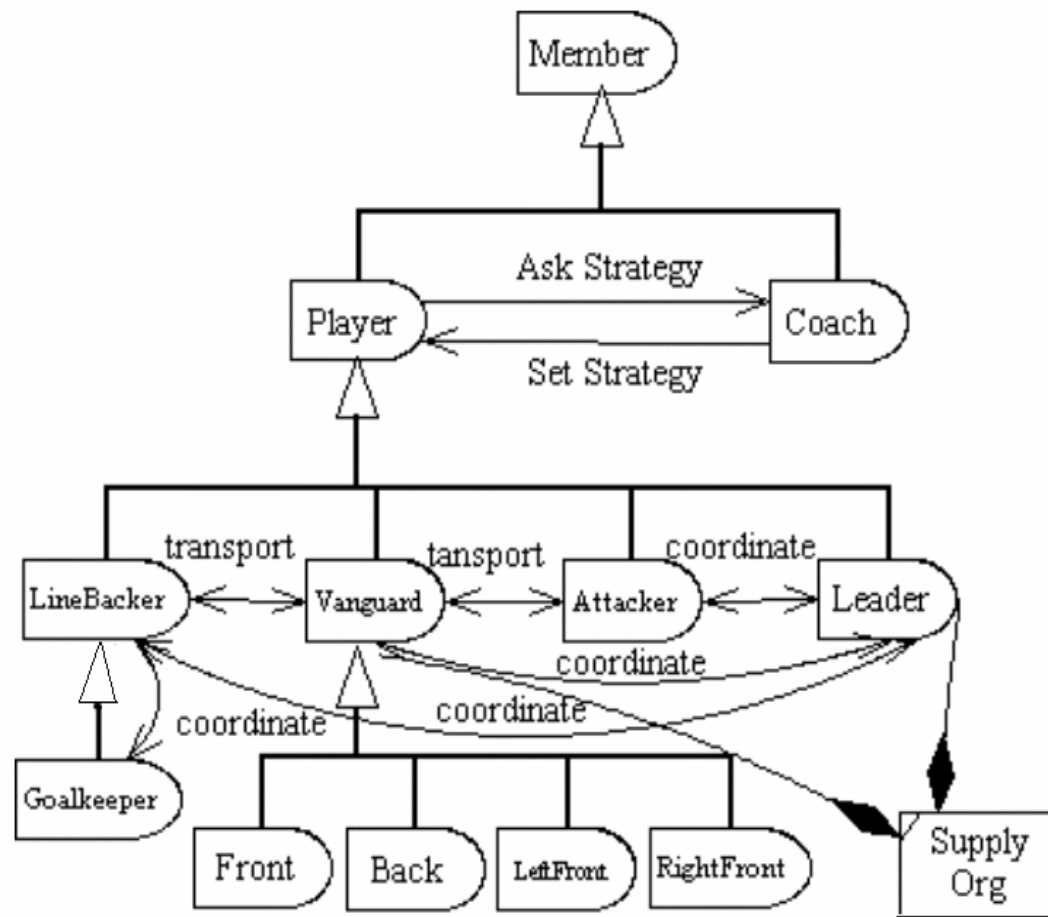 Member
Ask Strategy
Player
Coach
Set Strategy
transport
tansport
coordinate
LineBacker
Vanguard
Attacker
Leader
coordinate
coordinate
coordinate
Goalkeeper
Front
Back
LeftFront
RightFront
Supply
Org